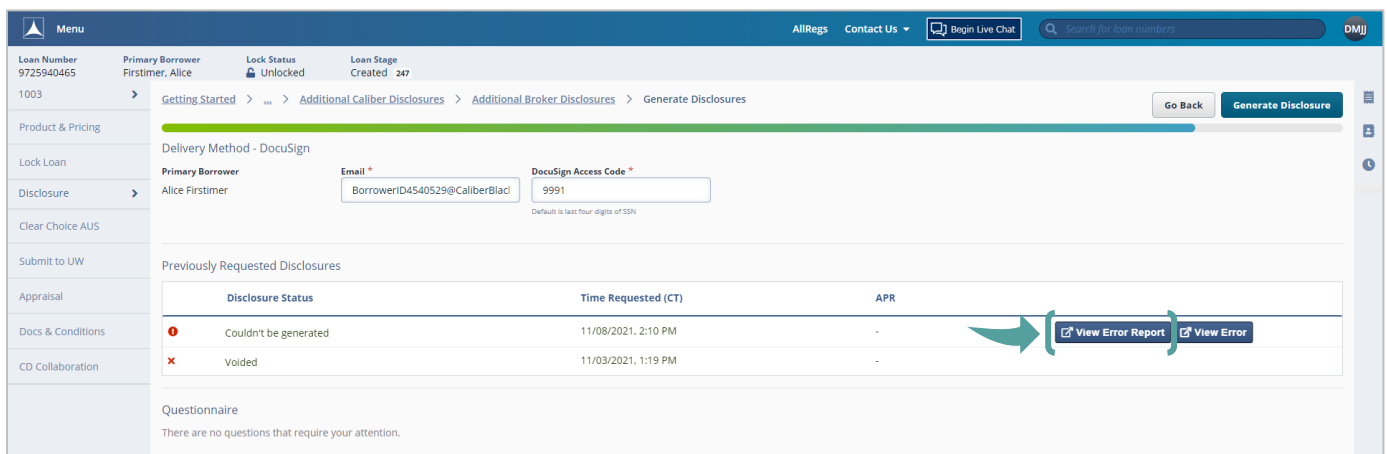 Menu
AllRegs Contact Us Begin Live Chat Search for loan numbers DMJJ
Loan Number Primary Borrower Lock Status Loan Stage
9725940465 Firstimer, Alice Unlocked Created 247
1003
Product & Pricing
Lock Loan
Disclosure
Clear Choice AUS
Submit to UW
Appraisal
Docs & Conditions
CD Collaboration
Getting Started > ... > Additional Caliber Disclosures > Additional Broker Disclosures > Generate Disclosures
Go Back Generate Disclosure
Delivery Method - DocuSign
Primary Borrower Email * DocuSign Access Code *
Alice Firstimer BorrowerID4540529@CaliberBlac 9991
Default is last four digits of SSN
Previously Requested Disclosures
Disclosure Status Time Requested (CT) APR
Couldn't be generated 11/08/2021, 2:10 PM - View Error Report View Error
Voided 11/03/2021, 1:19 PM -
Questionnaire
There are no questions that require your attention.